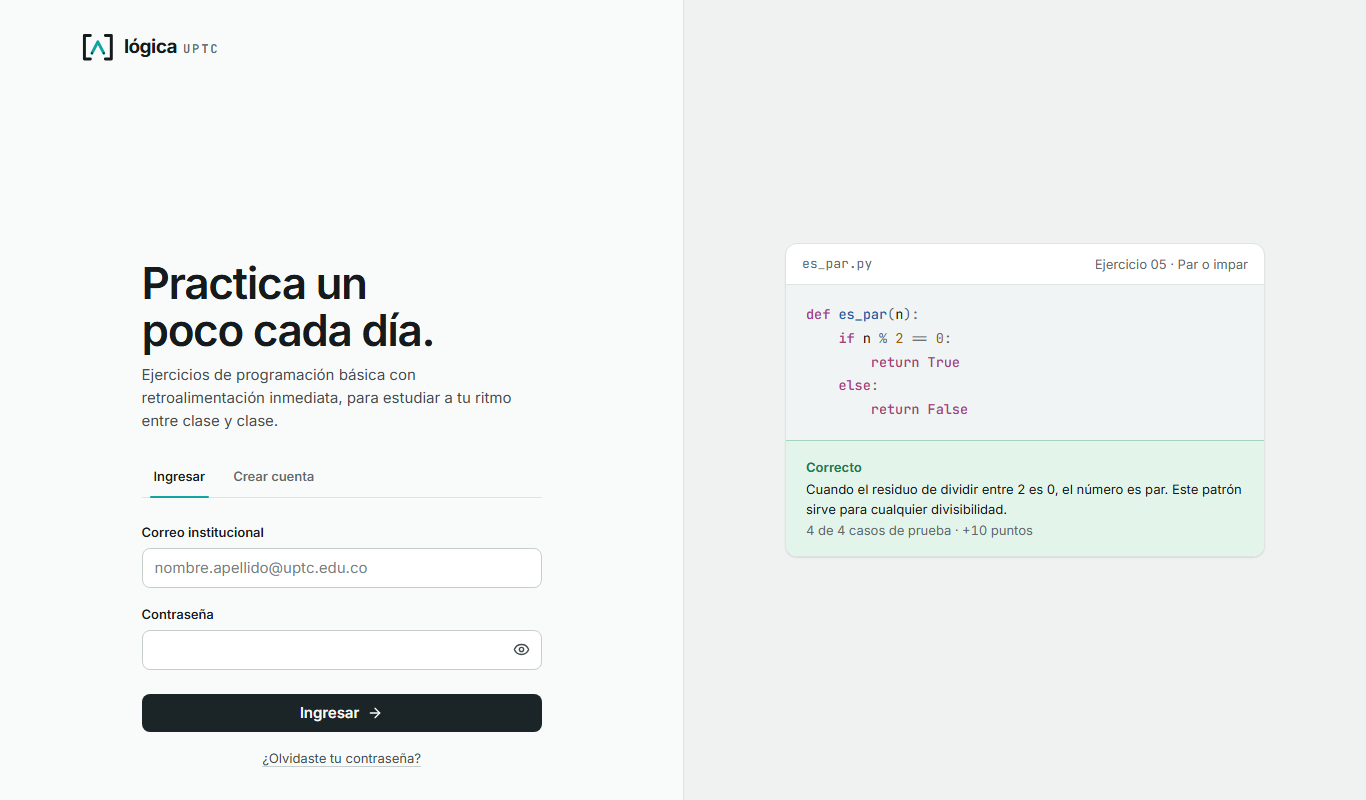 lógica UPTC
Practica un
poco cada día.
Ejercicios de programación básica con
retroalimentación inmediata, para estudiar a tu ritmo
entre clase y clase.
Ingresar Crear cuenta
Correo institucional
nombre.apellido@uptc.edu.co
Contraseña
Ingresar →
¿Olvidaste tu contraseña?
es_par.py Ejercicio 05 · Par o impar
def es_par(n):
    if n % 2 == 0:
        return True
    else:
        return False
Correcto
Cuando el residuo de dividir entre 2 es 0, el número es par. Este patrón
sirve para cualquier divisibilidad.
4 de 4 casos de prueba · +10 puntos